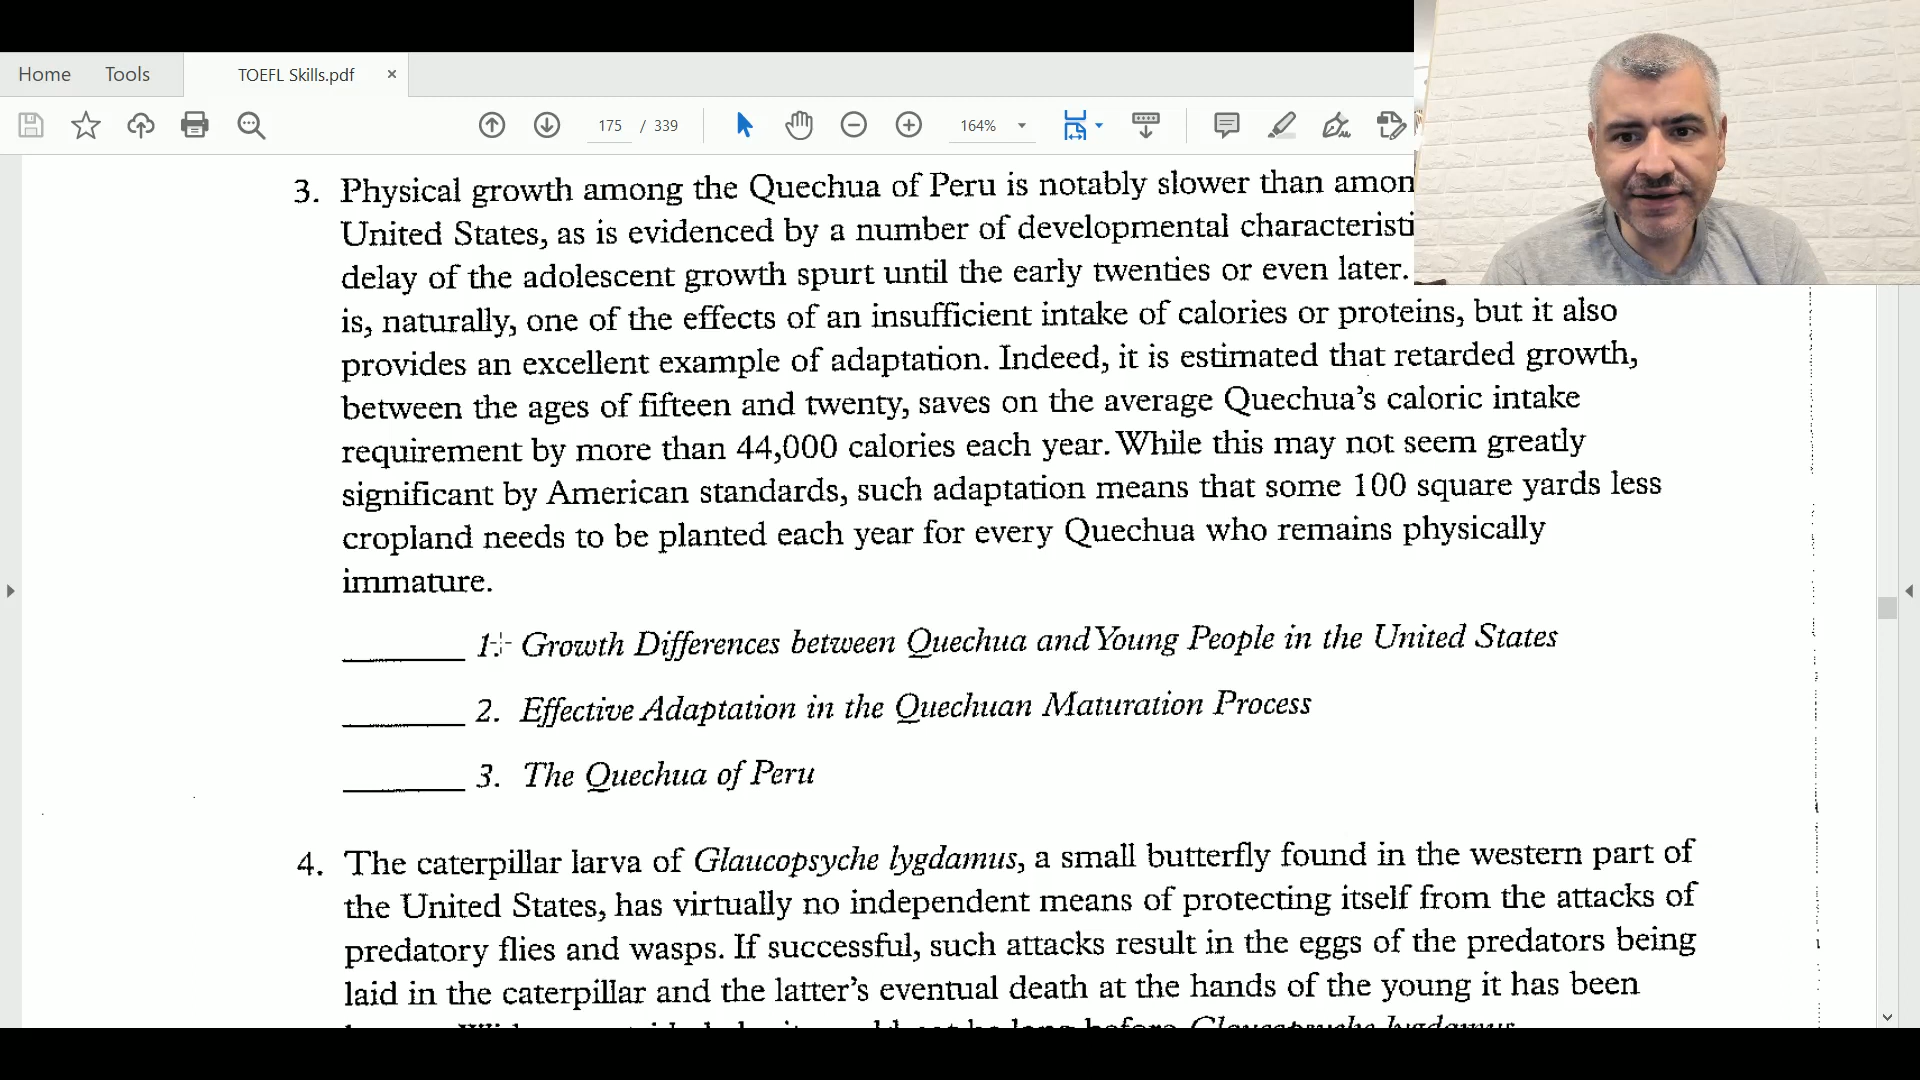 Home Tools TOEFL Skills.pdf ×
175 / 339 164%
3. Physical growth among the Quechua of Peru is notably slower than amon
United States, as is evidenced by a number of developmental characteristi
delay of the adolescent growth spurt until the early twenties or even later.
is, naturally, one of the effects of an insufficient intake of calories or proteins, but it also
provides an excellent example of adaptation. Indeed, it is estimated that retarded growth,
between the ages of fifteen and twenty, saves on the average Quechua's caloric intake
requirement by more than 44,000 calories each year. While this may not seem greatly
significant by American standards, such adaptation means that some 100 square yards less
cropland needs to be planted each year for every Quechua who remains physically
immature.
1. Growth Differences between Quechua and Young People in the United States
2. Effective Adaptation in the Quechuan Maturation Process
3. The Quechua of Peru
4. The caterpillar larva of Glaucopsyche lygdamus, a small butterfly found in the western part of
the United States, has virtually no independent means of protecting itself from the attacks of
predatory flies and wasps. If successful, such attacks result in the eggs of the predators being
laid in the caterpillar and the latter's eventual death at the hands of the young it has been
Glaucopsyche lygdamus